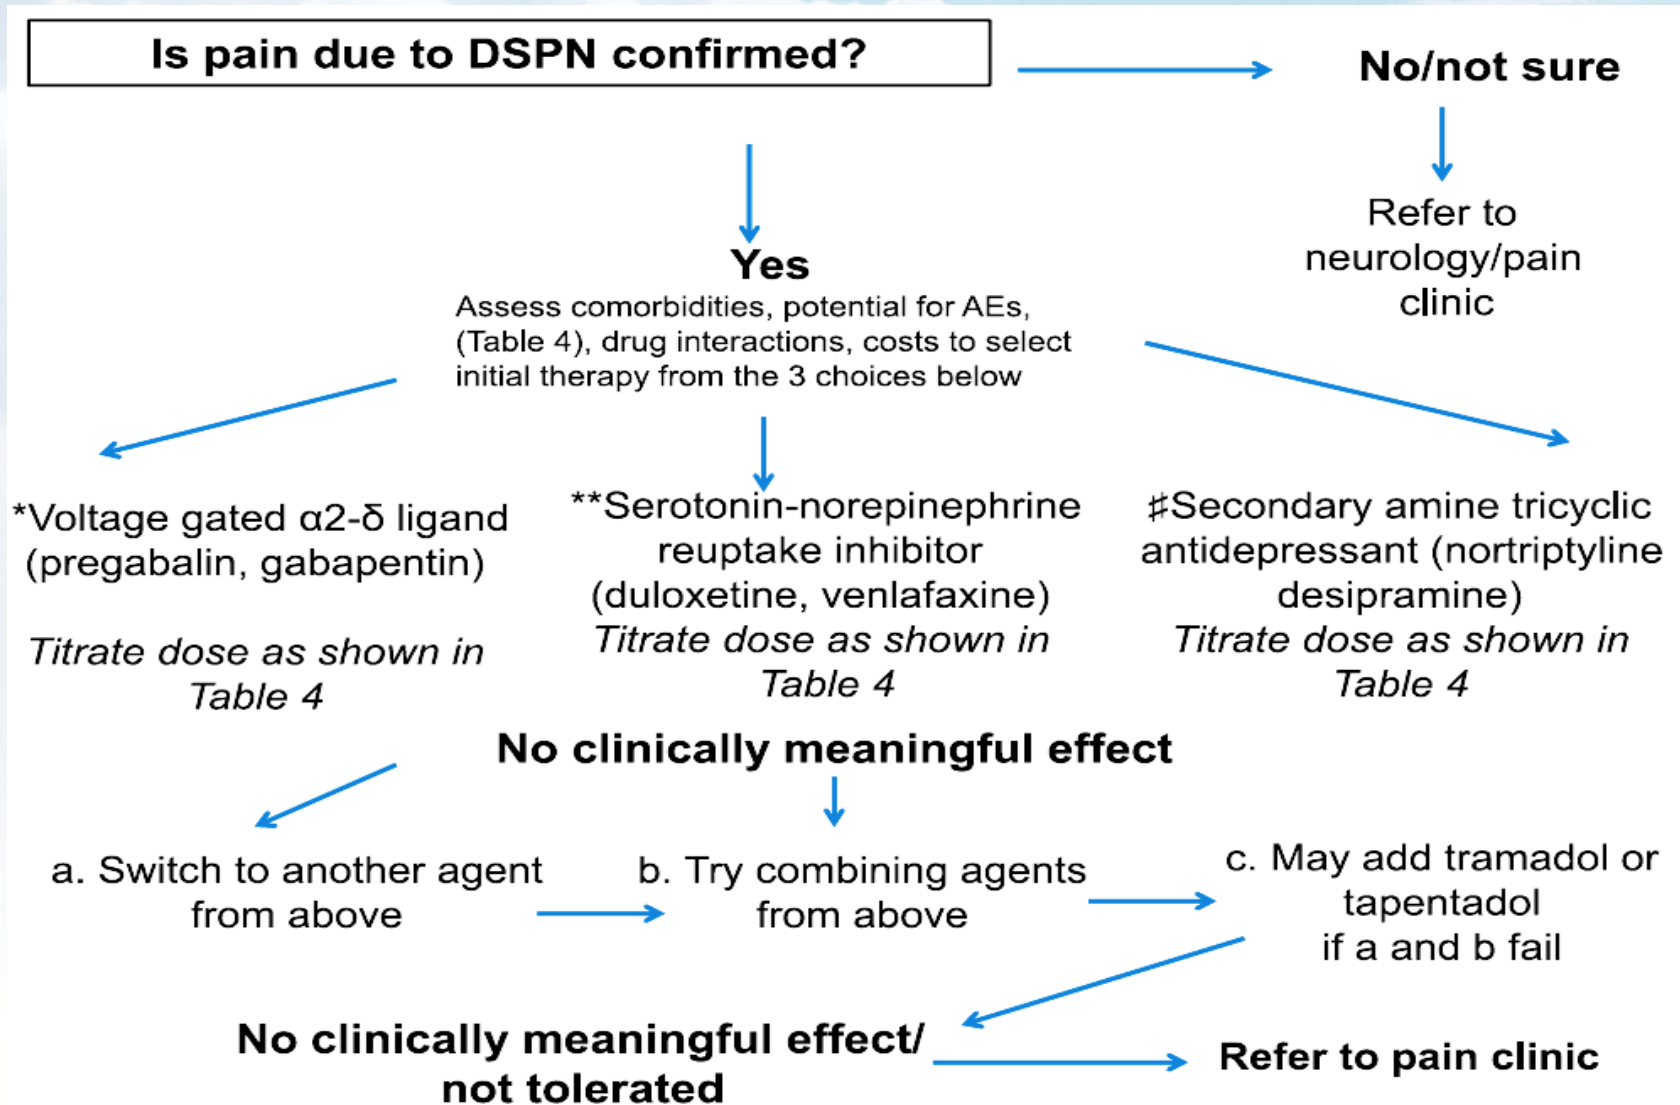 Is pain due to DSPN confirmed?
No/not sure
Refer to
neurology/pain
clinic
Yes
Assess comorbidities, potential for AEs,
(Table 4), drug interactions, costs to select
initial therapy from the 3 choices below
*Voltage gated α2-δ ligand
(pregabalin, gabapentin)
Titrate dose as shown in
Table 4
**Serotonin-norepinephrine
reuptake inhibitor
(duloxetine, venlafaxine)
Titrate dose as shown in
Table 4
♯Secondary amine tricyclic
antidepressant (nortriptyline
desipramine)
Titrate dose as shown in
Table 4
No clinically meaningful effect
a. Switch to another agent
from above
b. Try combining agents
from above
c. May add tramadol or
tapentadol
if a and b fail
No clinically meaningful effect/
not tolerated
Refer to pain clinic